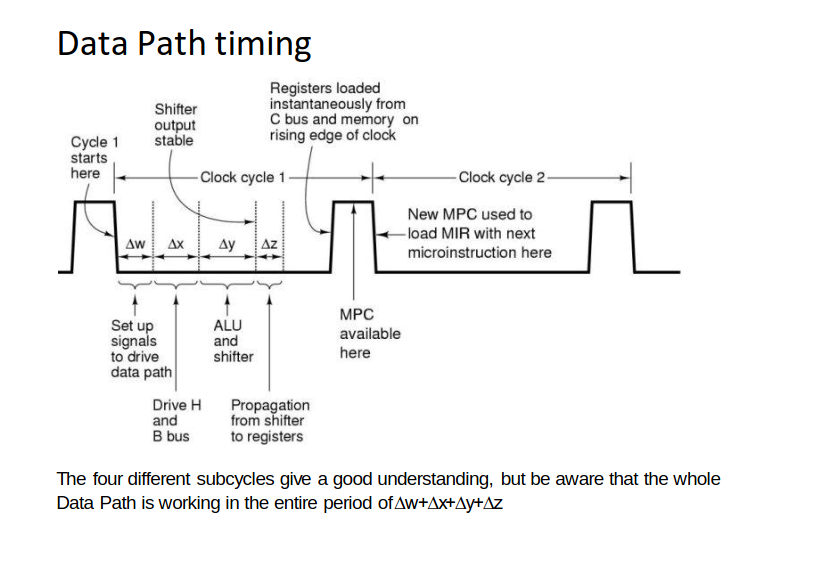 Data Path timing
Registers loaded
instantaneously from
C bus and memory on
rising edge of clock
Shifter
output
stable
Cycle 1
starts
here
Clock cycle 1
Clock cycle 2
New MPC used to
load MIR with next
microinstruction here
Δw
Δx
Δy
Δz
Set up
signals
to drive
data path
ALU
and
shifter
MPC
available
here
Drive H
and
B bus
Propagation
from shifter
to registers
The four different subcycles give a good understanding, but be aware that the whole
Data Path is working in the entire period of Δw+Δx+Δy+Δz